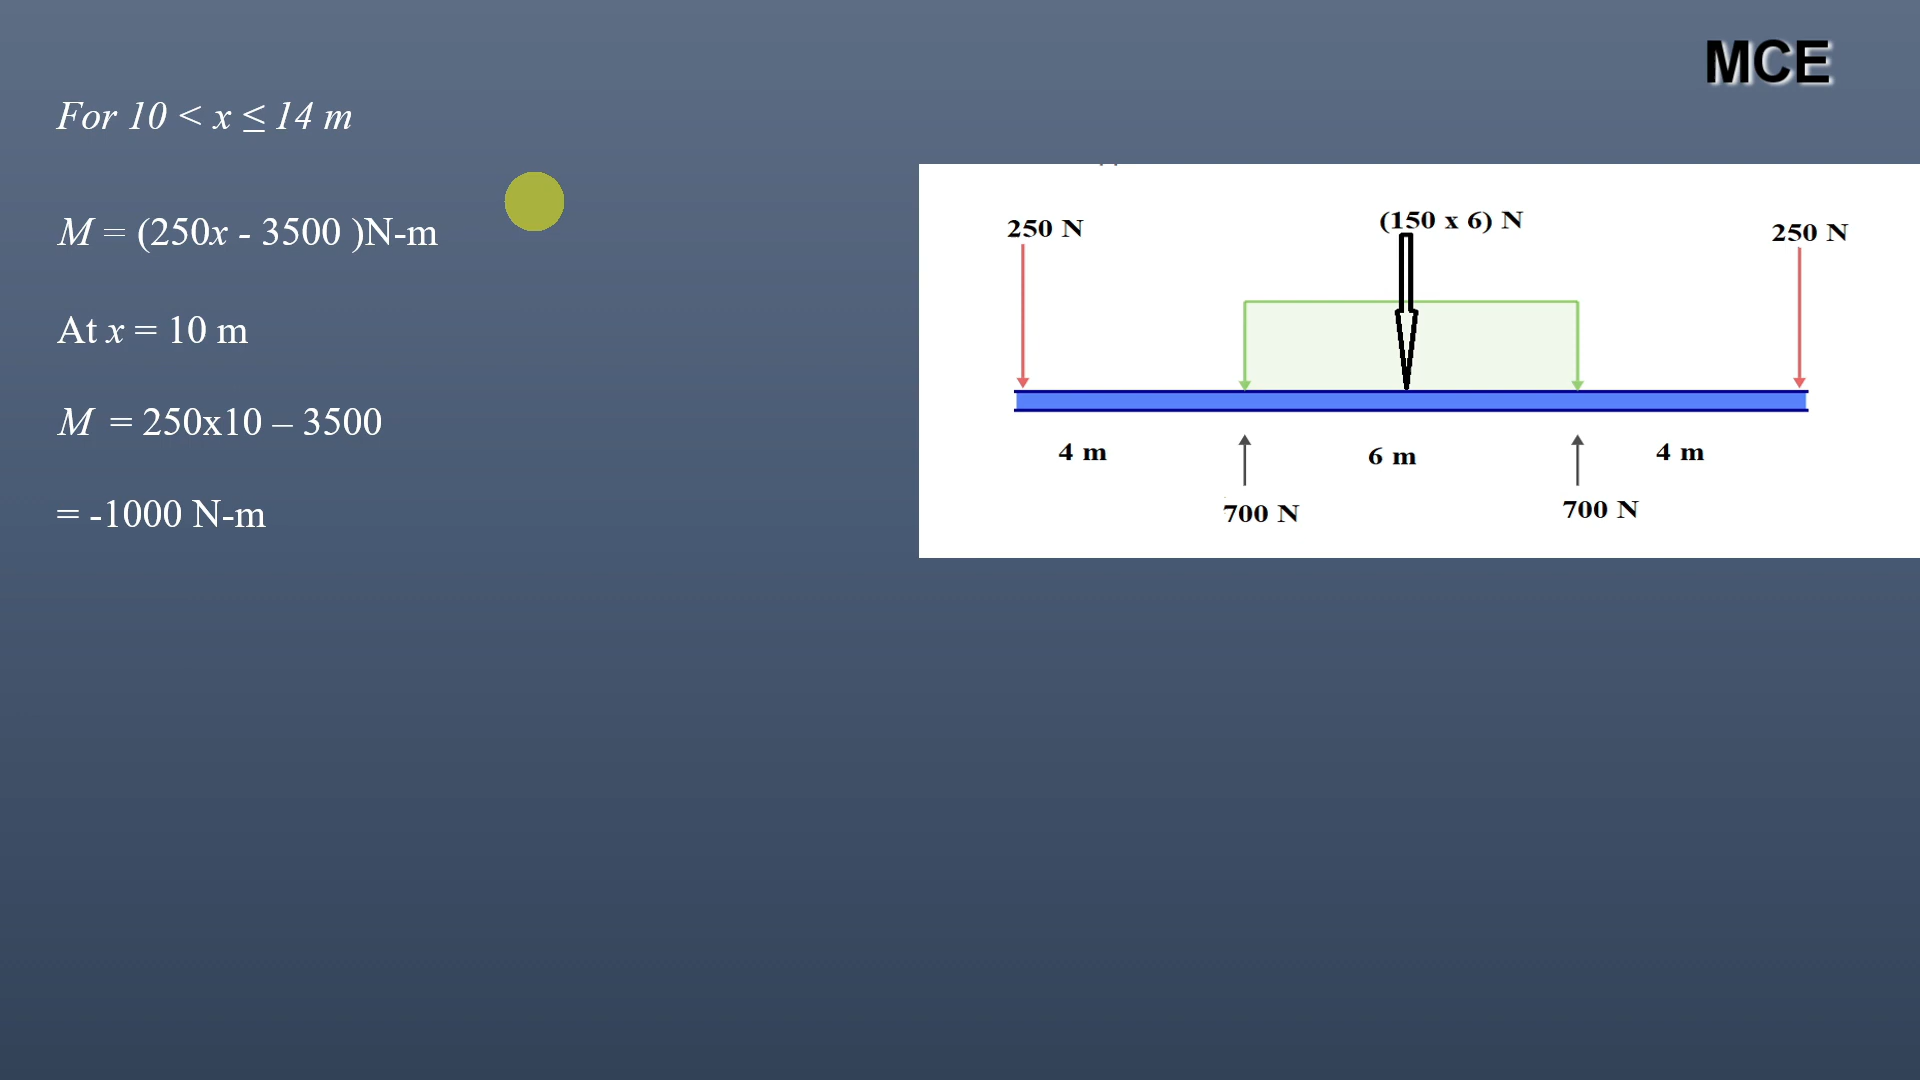 MCE
For 10 < x ≤ 14 m
M = (250x - 3500 )N-m
At x = 10 m
M = 250x10 – 3500
= -1000 N-m
250 N
(150 x 6) N
250 N
4 m
6 m
4 m
700 N
700 N